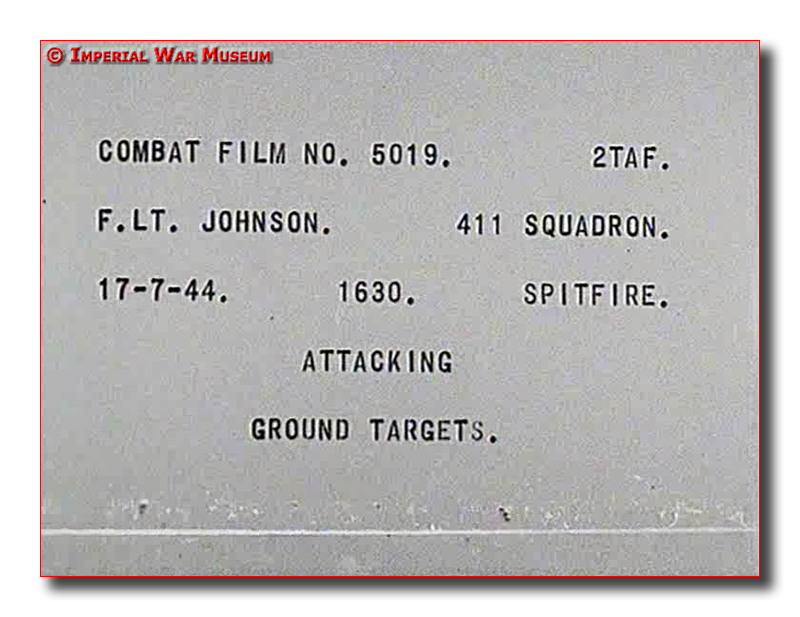 © Imperial War Museum
COMBAT FILM NO. 5019. 2TAF.
F.LT. JOHNSON. 411 SQUADRON.
17-7-44. 1630. SPITFIRE.
ATTACKING
GROUND TARGETS.